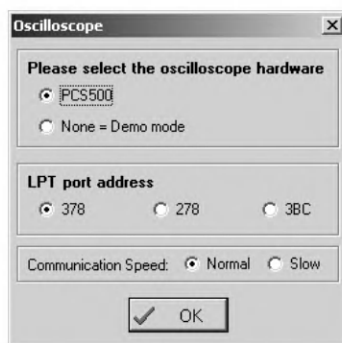 Oscilloscope
Please select the oscilloscope hardware
PCS500
None = Demo mode
LPT port address
378 278 3BC
Communication Speed: Normal Slow
OK